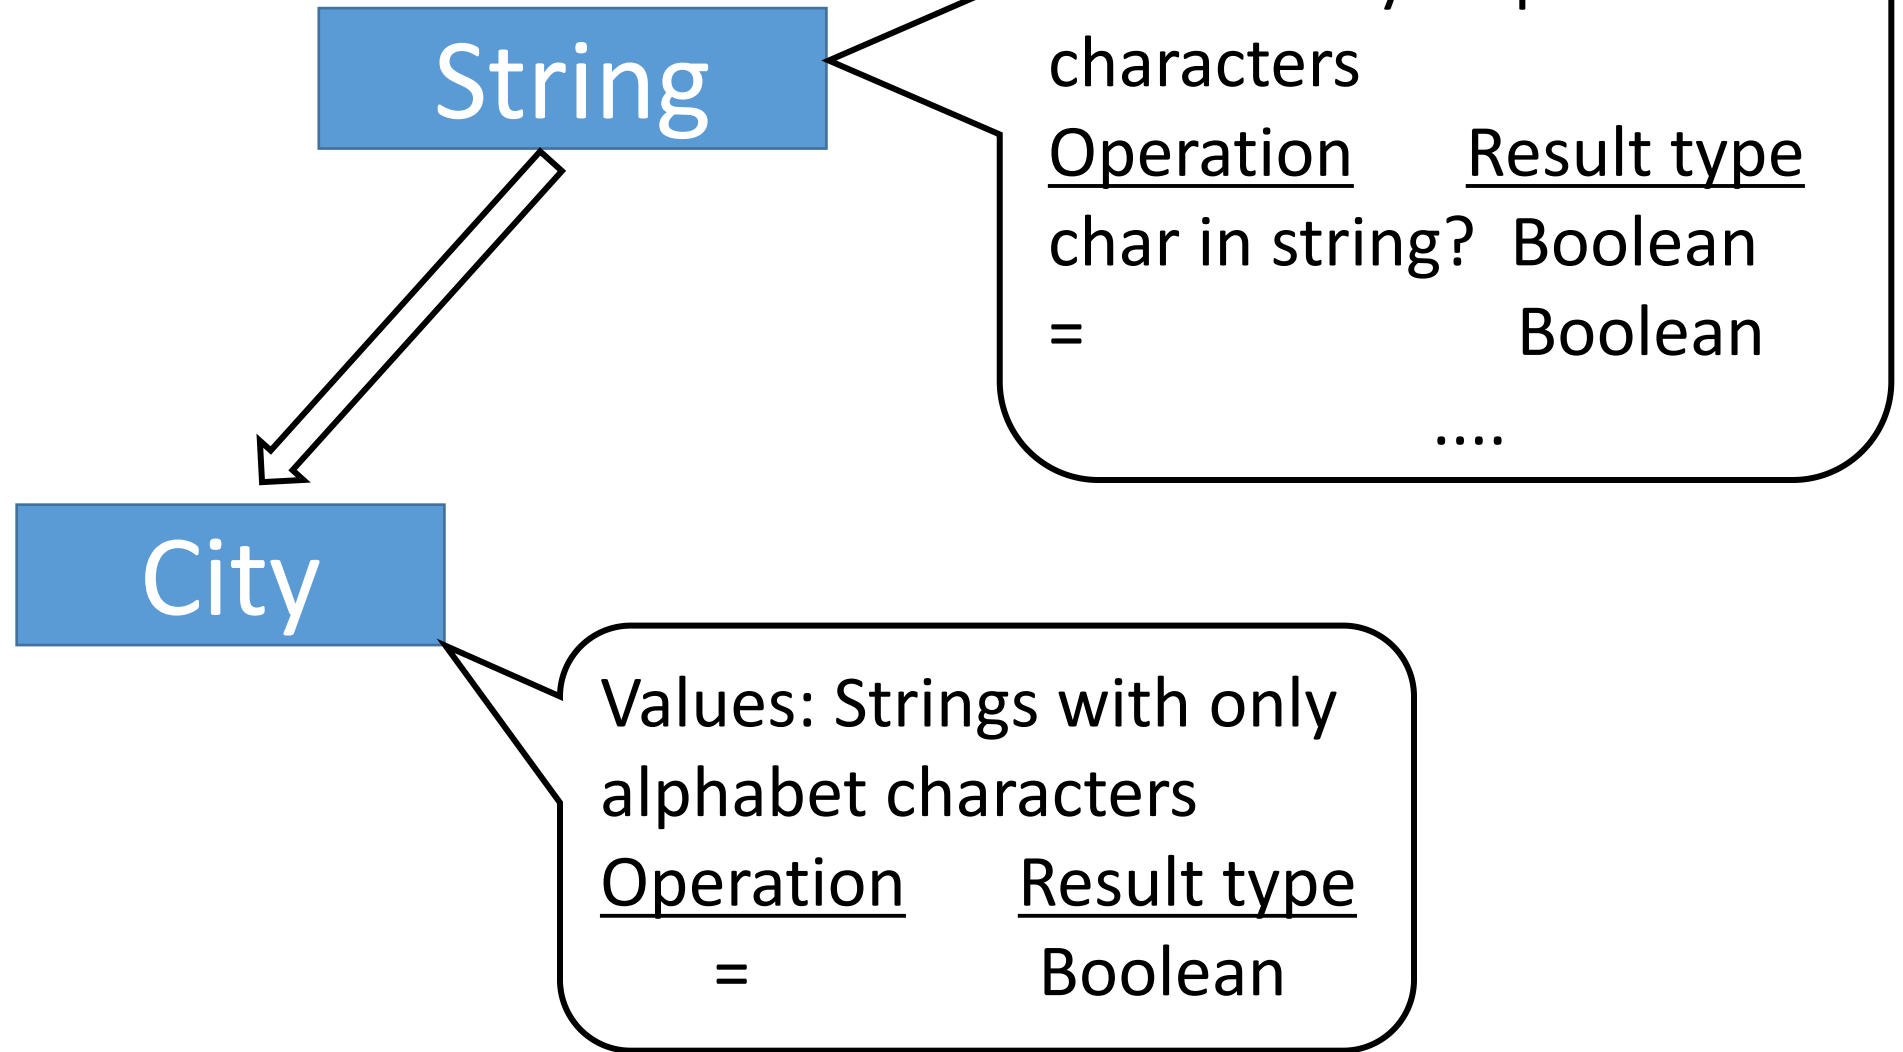 String
characters
Operation Result type
char in string? Boolean
= Boolean
....
City
Values: Strings with only
alphabet characters
Operation Result type
= Boolean